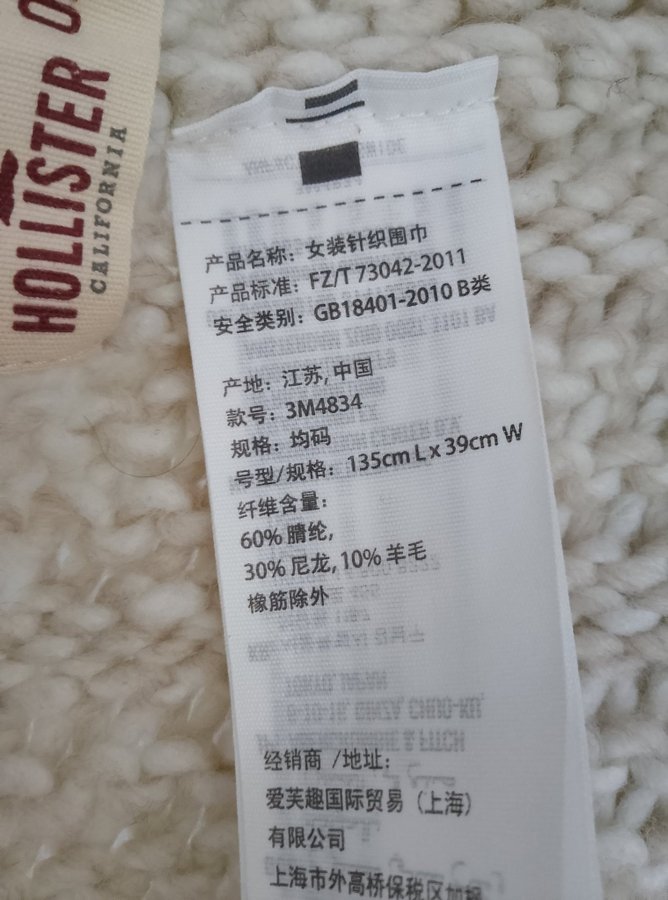 HOLLISTER
CALIFORNIA
产品名称：女装针织围巾
产品标准：FZ/T 73042-2011
安全类别：GB18401-2010 B类
产地：江苏, 中国
款号：3M4834
规格：均码
号型/规格：135cm L x 39cm W
纤维含量：
60% 腈纶,
30% 尼龙, 10% 羊毛
橡筋除外
经销商 /地址：
爱芙趣国际贸易（上海）
有限公司
上海市外高桥保税区加枫